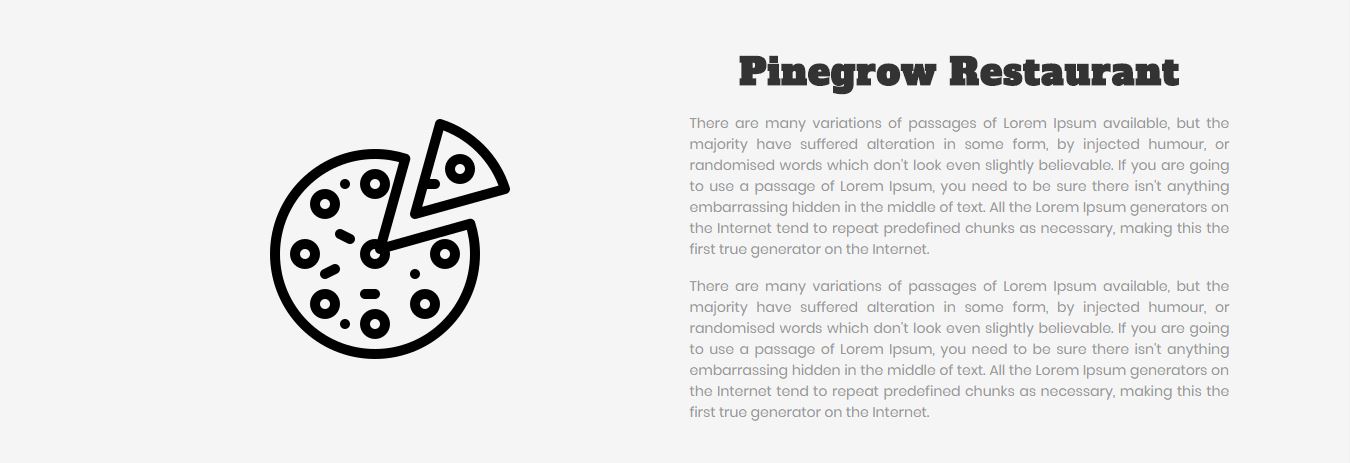 Pinegrow Restaurant
There are many variations of passages of Lorem Ipsum available, but the
majority have suffered alteration in some form, by injected humour, or
randomised words which don't look even slightly believable. If you are going
to use a passage of Lorem Ipsum, you need to be sure there isn't anything
embarrassing hidden in the middle of text. All the Lorem Ipsum generators on
the Internet tend to repeat predefined chunks as necessary, making this the
first true generator on the Internet.
There are many variations of passages of Lorem Ipsum available, but the
majority have suffered alteration in some form, by injected humour, or
randomised words which don't look even slightly believable. If you are going
to use a passage of Lorem Ipsum, you need to be sure there isn't anything
embarrassing hidden in the middle of text. All the Lorem Ipsum generators on
the Internet tend to repeat predefined chunks as necessary, making this the
first true generator on the Internet.